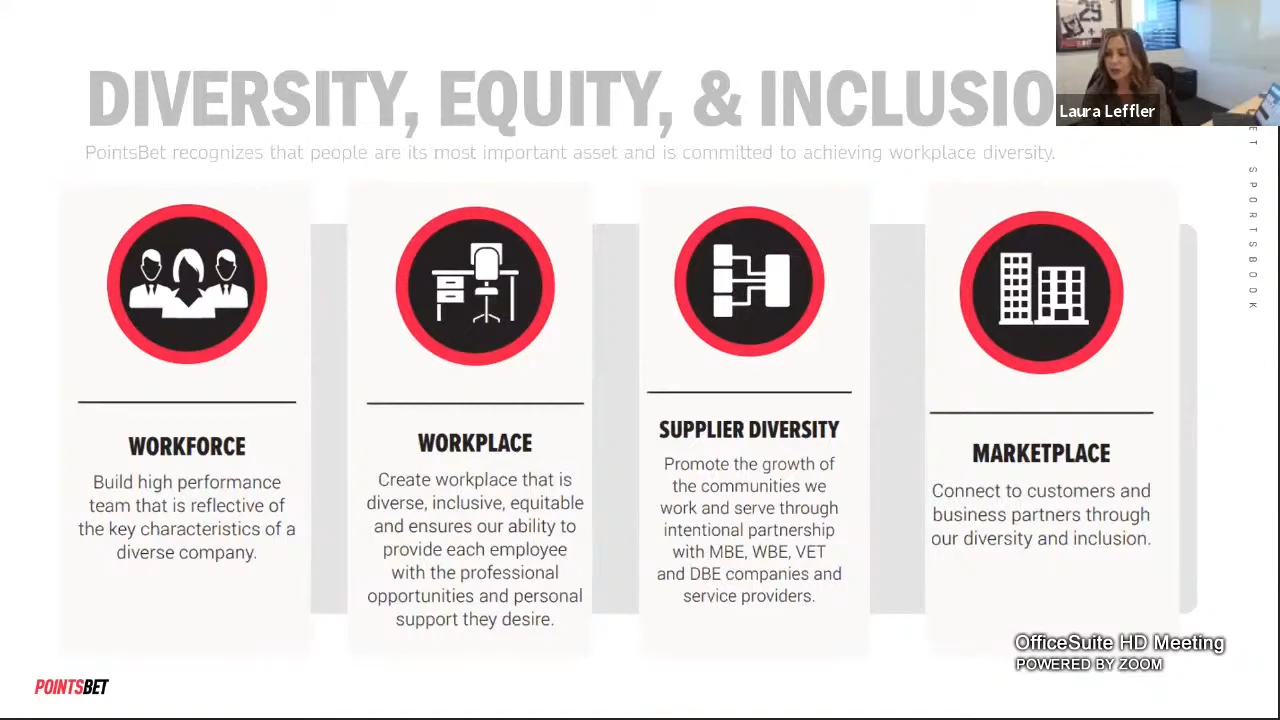 DIVERSITY, EQUITY, & INCLUSIO
PointsBet recognizes that people are its most important asset and is committed to achieving workplace diversity.
Laura Leffler
29
ET SPORTSBOOK
WORKFORCE
Build high performance
team that is reflective of
the key characteristics of a
diverse company.
WORKPLACE
Create workplace that is
diverse, inclusive, equitable
and ensures our ability to
provide each employee
with the professional
opportunities and personal
support they desire.
SUPPLIER DIVERSITY
Promote the growth of
the communities we
work and serve through
intentional partnership
with MBE, WBE, VET
and DBE companies and
service providers.
MARKETPLACE
Connect to customers and
business partners through
our diversity and inclusion.
OfficeSuite HD Meeting
POWERED BY ZOOM
POINTSBET